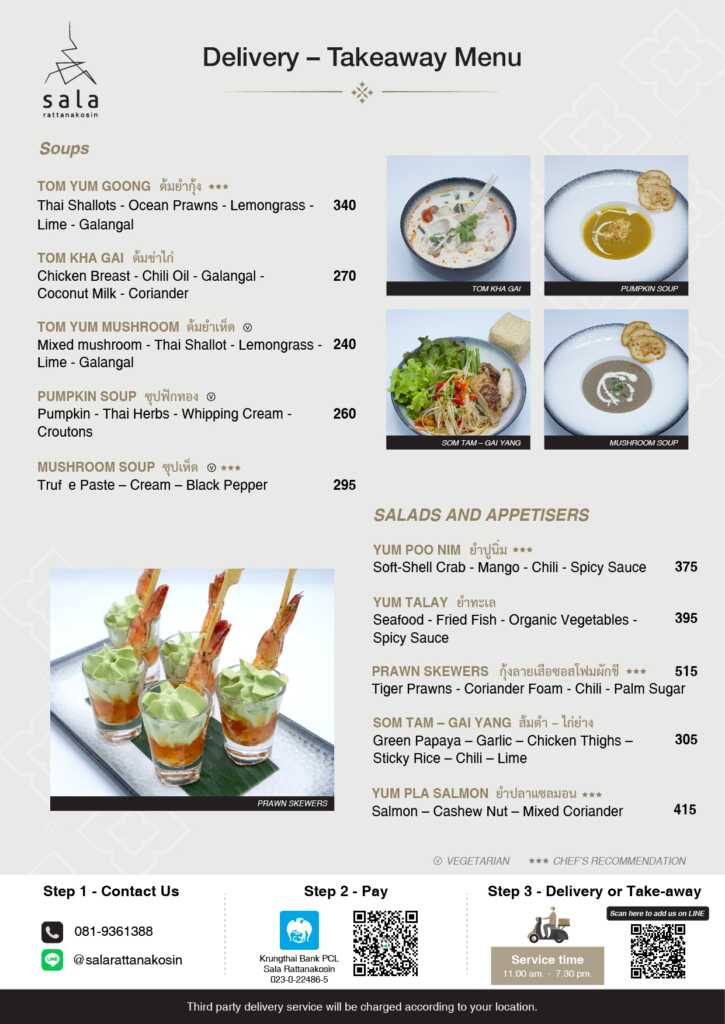 Delivery – Takeaway Menu
sala
rattanakosin
Soups
TOM YUM GOONG ต้มยำกุ้ง ***
Thai Shallots - Ocean Prawns - Lemongrass - 340
Lime - Galangal
TOM KHA GAI ต้มข่าไก่
Chicken Breast - Chili Oil - Galangal - 270
Coconut Milk - Coriander
TOM YUM MUSHROOM ต้มยำเห็ด Ⓥ
Mixed mushroom - Thai Shallot - Lemongrass - 240
Lime - Galangal
PUMPKIN SOUP ซุปฟักทอง Ⓥ
Pumpkin - Thai Herbs - Whipping Cream - 260
Croutons
MUSHROOM SOUP ซุปเห็ด Ⓥ ***
Truf e Paste – Cream – Black Pepper 295
TOM KHA GAI
PUMPKIN SOUP
SOM TAM – GAI YANG
MUSHROOM SOUP
PRAWN SKEWERS
SALADS AND APPETISERS
YUM POO NIM ยำปูนิ่ม ***
Soft-Shell Crab - Mango - Chili - Spicy Sauce 375
YUM TALAY ยำทะเล
Seafood - Fried Fish - Organic Vegetables - 395
Spicy Sauce
PRAWN SKEWERS กุ้งลายเสือซอสโฟมผักชี *** 515
Tiger Prawns - Coriander Foam - Chili - Palm Sugar
SOM TAM – GAI YANG ส้มตำ – ไก่ย่าง
Green Papaya – Garlic – Chicken Thighs – 305
Sticky Rice – Chili – Lime
YUM PLA SALMON ยำปลาแซลมอน ***
Salmon – Cashew Nut – Mixed Coriander 415
Ⓥ VEGETARIAN *** CHEF'S RECOMMENDATION
Step 1 - Contact Us
081-9361388
@salarattanakosin
Step 2 - Pay
Krungthai Bank PCL
Sala Rattanakosin
023-0-22486-5
Step 3 - Delivery or Take-away
Scan here to add us on LINE
Service time
11.00 am. - 7.30 pm.
Third party delivery service will be charged according to your location.